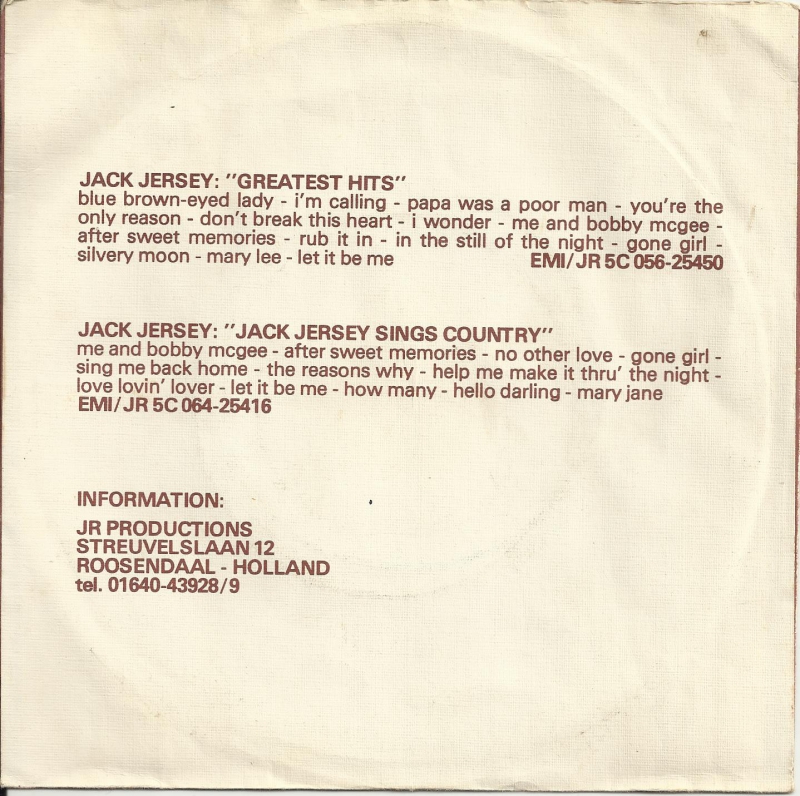 JACK JERSEY: "GREATEST HITS"
blue brown-eyed lady - i'm calling - papa was a poor man - you're the
only reason - don't break this heart - i wonder - me and bobby mcgee -
after sweet memories - rub it in - in the still of the night - gone girl -
silvery moon - mary lee - let it be me EMI/JR 5C 056-25450
JACK JERSEY: "JACK JERSEY SINGS COUNTRY"
me and bobby mcgee - after sweet memories - no other love - gone girl -
sing me back home - the reasons why - help me make it thru' the night -
love lovin' lover - let it be me - how many - hello darling - mary jane
EMI/JR 5C 064-25416
INFORMATION:
JR PRODUCTIONS
STREUVELSLAAN 12
ROOSENDAAL - HOLLAND
tel. 01640-43928/9